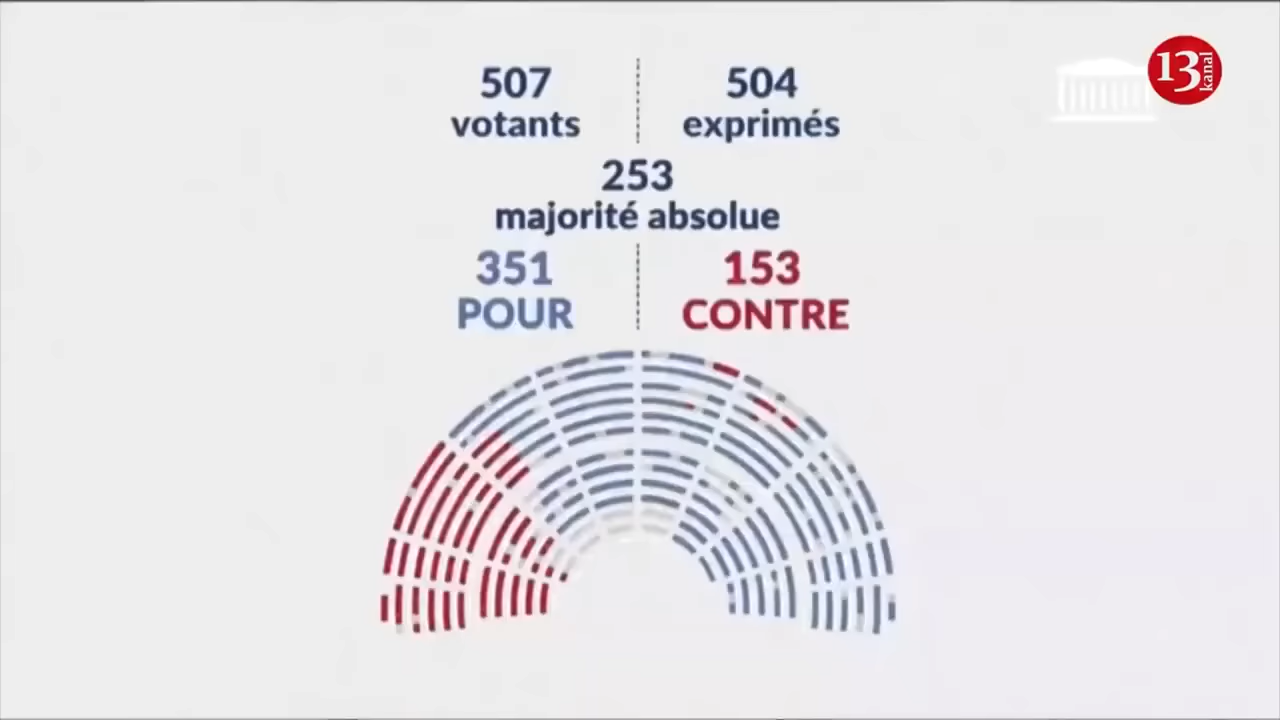 507
votants
504
exprimés
253
majorité absolue
351
POUR
153
CONTRE
13
kanal